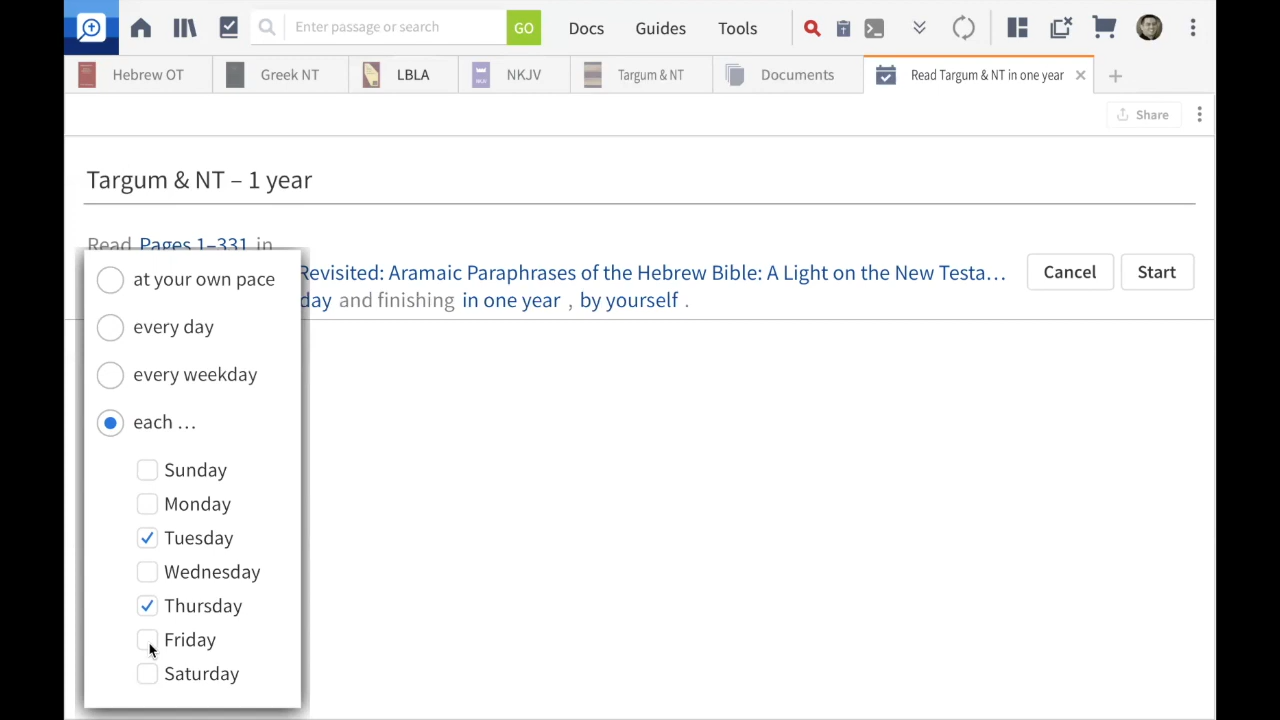 Enter passage or search
GO
Docs
Guides
Tools
Hebrew OT
Greek NT
LBLA
NKJV
Targum & NT
Documents
Read Targum & NT in one year
Share
Targum & NT – 1 year
Read Pages 1–331 in
Revisited: Aramaic Paraphrases of the Hebrew Bible: A Light on the New Testa…
day and finishing in one year , by yourself .
Cancel
Start
at your own pace
every day
every weekday
each …
Sunday
Monday
Tuesday
Wednesday
Thursday
Friday
Saturday